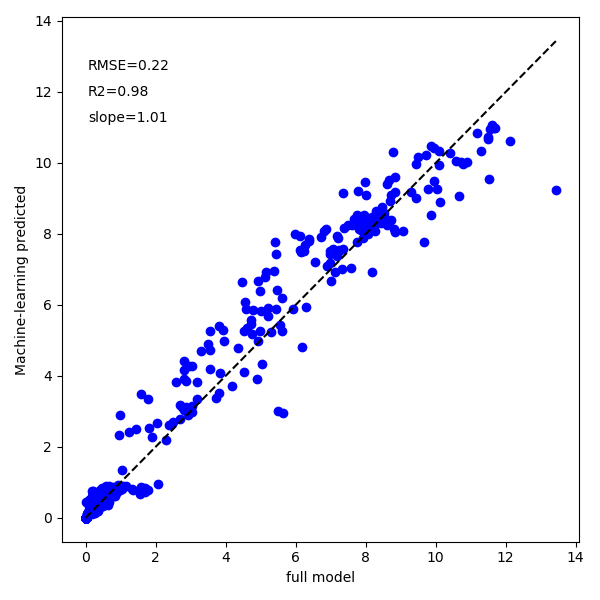 14
12
10
8
6
4
2
0
RMSE=0.22
R2=0.98
slope=1.01
Machine-learning predicted
0 2 4 6 8 10 12 14
full model